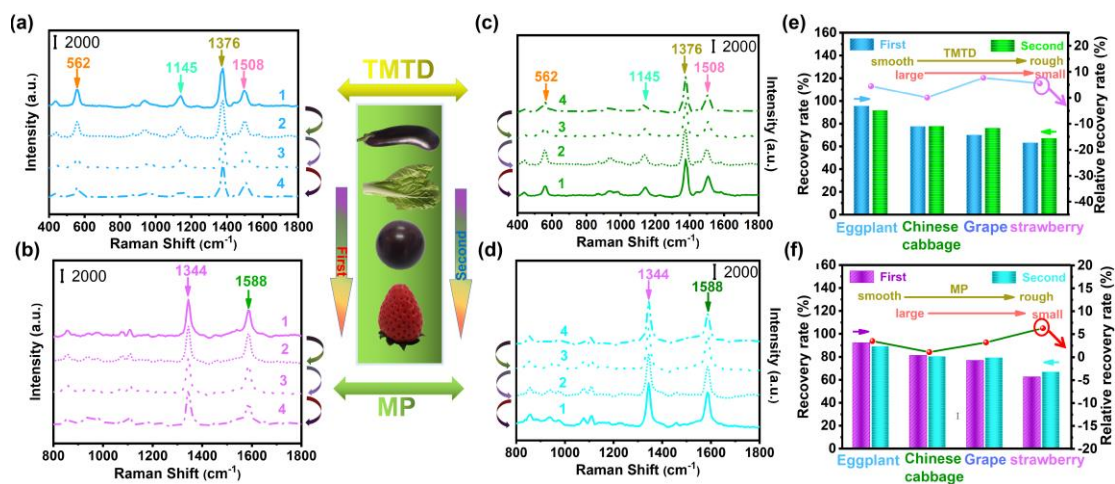 (a)
I 2000
562
1145
1376
1508
1
2
3
4
Intensity (a.u.)
400 600 800 1000 1200 1400 1600 1800
Raman Shift (cm-1)
(b)
I 2000
1344
1588
1
2
3
4
Intensity (a.u.)
800 1000 1200 1400 1600 1800
Raman Shift (cm-1)
TMTD
First
Second
MP
(c)
I 2000
562
1145
1376
1508
4
3
2
1
Intensity (a.u.)
400 600 800 1000 1200 1400 1600 1800
Raman Shift (cm-1)
(d)
I 2000
1344
1588
4
3
2
1
Intensity (a.u.)
800 1000 1200 1400 1600 1800
Raman Shift (cm-1)
(e)
First
Second
TMTD
smooth
rough
large
small
Recovery rate (%)
160
140
120
100
80
60
40
20
0
Relative recovery rate (%)
20
10
0
-10
-20
-30
-40
Eggplant Chinese cabbage Grape strawberry
(f)
First
Second
MP
smooth
rough
large
small
Recovery rate (%)
160
140
120
100
80
60
40
20
0
Relative recovery rate (%)
20
15
10
5
0
-5
-10
-15
-20
Eggplant Chinese cabbage Grape strawberry